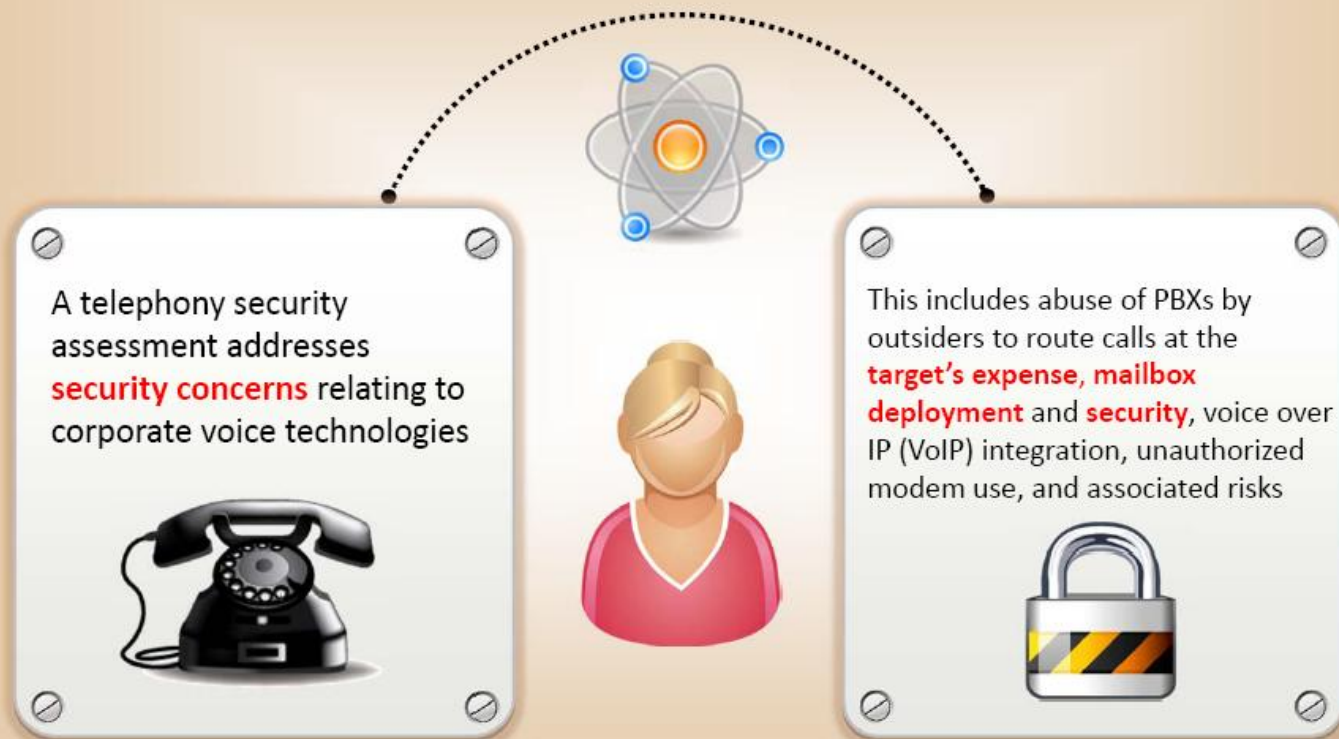 A telephony security
assessment addresses
security concerns relating to
corporate voice technologies
This includes abuse of PBXs by
outsiders to route calls at the
target’s expense, mailbox
deployment and security, voice over
IP (VoIP) integration, unauthorized
modem use, and associated risks